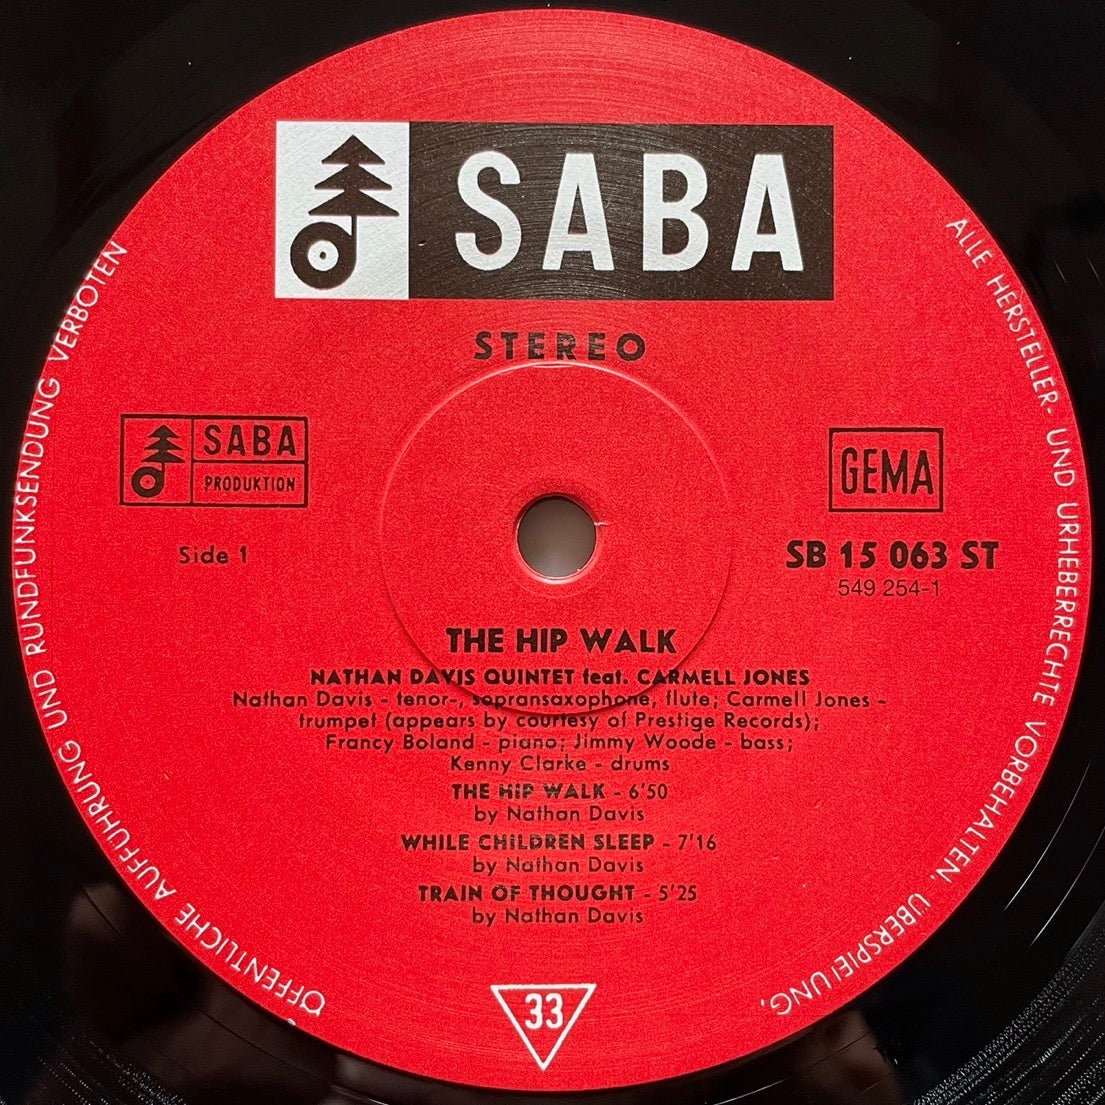 SABA
STEREO
SABA
PRODUKTION
GEMA
Side 1
SB 15 063 ST
549 254-1
THE HIP WALK
NATHAN DAVIS QUINTET feat. CARMELL JONES
Nathan Davis - tenor-, sopransaxophone, flute; Carmell Jones -
trumpet (appears by courtesy of Prestige Records);
Francy Boland - piano; Jimmy Woode - bass;
Kenny Clarke - drums
THE HIP WALK - 6'50
by Nathan Davis
WHILE CHILDREN SLEEP - 7'16
by Nathan Davis
TRAIN OF THOUGHT - 5'25
by Nathan Davis
33
ALLE HERSTELLER- UND URHEBERRECHTE VORBEHALTEN. ÜBERSPIELUNG,
ÖFFENTLICHE AUFFÜHRUNG UND RUNDFUNKSENDUNG VERBOTEN